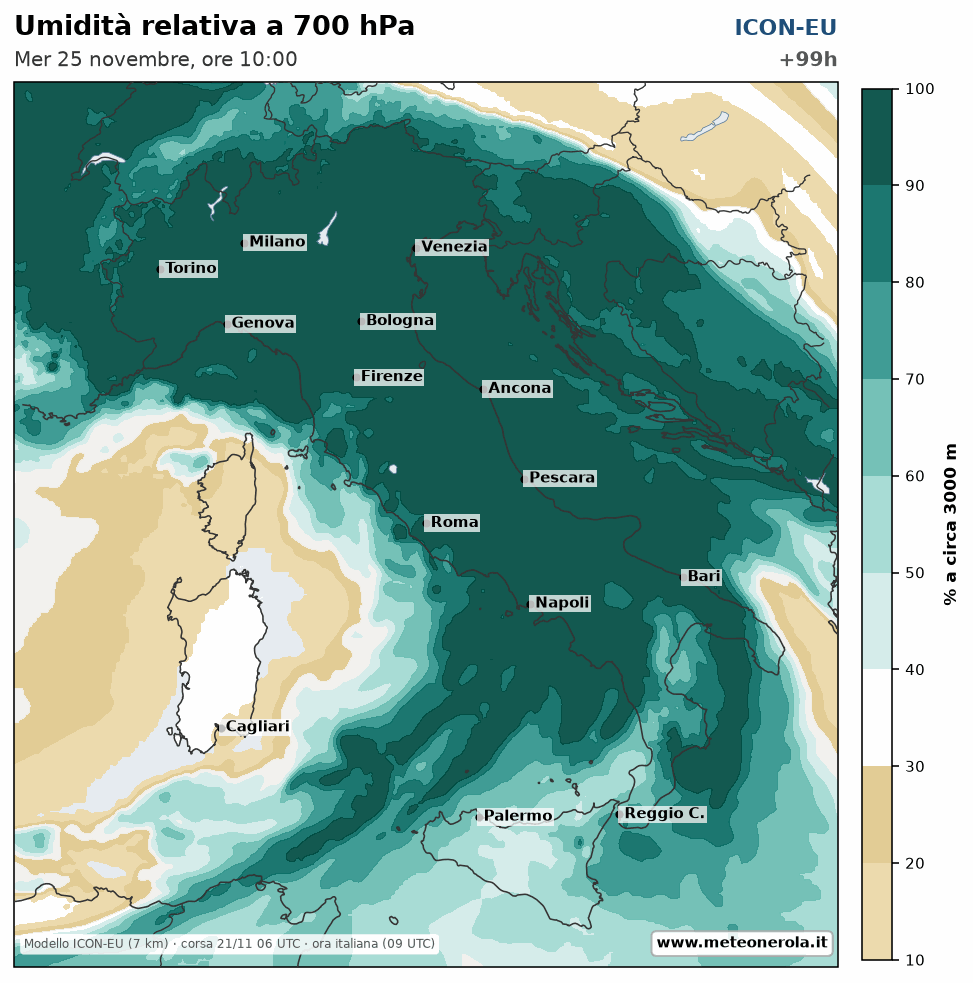 Umidità relativa a 700 hPa
ICON-EU
Mer 25 novembre, ore 10:00
+99h
Milano
Venezia
Torino
Genova
Bologna
Firenze
Ancona
Pescara
Roma
Bari
Napoli
Cagliari
Palermo
Reggio C.
100
90
80
70
60
50
40
30
20
10
% a circa 3000 m
Modello ICON-EU (7 km) · corsa 21/11 06 UTC · ora italiana (09 UTC)
www.meteonerola.it